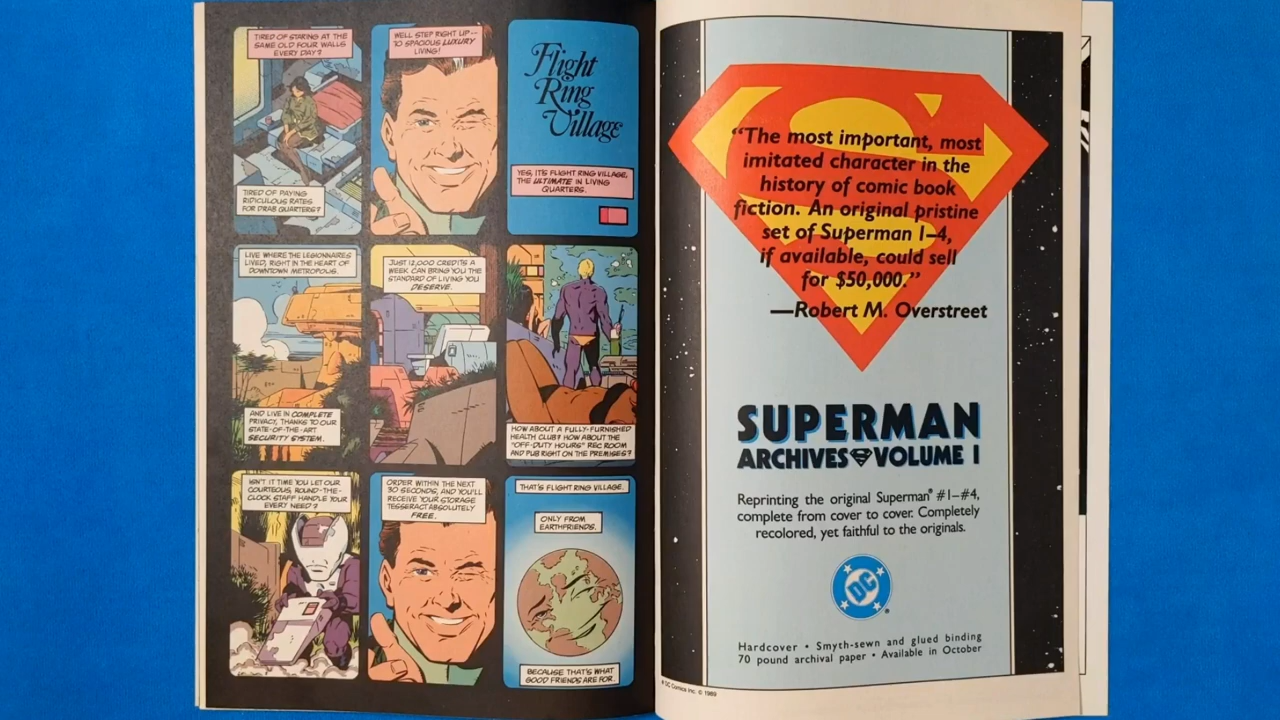 TIRED OF STARING AT THE
SAME OLD FOUR WALLS
EVERY DAY?
TIRED OF PAYING
RIDICULOUS RATES
FOR DRAB QUARTERS?
WELL STEP RIGHT UP--
TO SPACIOUS LUXURY
LIVING!
Flight
Ring
Village
YES, IT'S FLIGHT RING VILLAGE,
THE ULTIMATE IN LIVING
QUARTERS.
LIVE WHERE THE LEGIONNAIRES
LIVED, RIGHT IN THE HEART OF
DOWNTOWN METROPOLIS.
AND LIVE IN COMPLETE
PRIVACY, THANKS TO OUR
STATE-OF-THE-ART
SECURITY SYSTEM.
JUST 12,000 CREDITS A
WEEK CAN BRING YOU THE
STANDARD OF LIVING YOU
DESERVE.
HOW ABOUT A FULLY-FURNISHED
HEALTH CLUB? HOW ABOUT THE
"OFF-DUTY HOURS" REC ROOM
AND PUB RIGHT ON THE PREMISES?
ISN'T IT TIME YOU LET OUR
COURTEOUS, ROUND-THE-
CLOCK STAFF HANDLE YOUR
EVERY NEED?
ORDER WITHIN THE NEXT
30 SECONDS, AND YOU'LL
RECEIVE YOUR STORAGE
TESSERACT ABSOLUTELY
FREE.
THAT'S FLIGHT RING VILLAGE.
ONLY FROM
EARTHFRIENDS.
BECAUSE THAT'S WHAT
GOOD FRIENDS ARE FOR.
"The most important, most
imitated character in the
history of comic book
fiction. An original pristine
set of Superman 1–4,
if available, could sell
for $50,000."
—Robert M. Overstreet
SUPERMAN
ARCHIVES VOLUME 1
Reprinting the original Superman® #1–#4,
complete from cover to cover. Completely
recolored, yet faithful to the originals.
DC
®
Hardcover • Smyth-sewn and glued binding
70 pound archival paper • Available in October
DC Comics Inc. © 1989